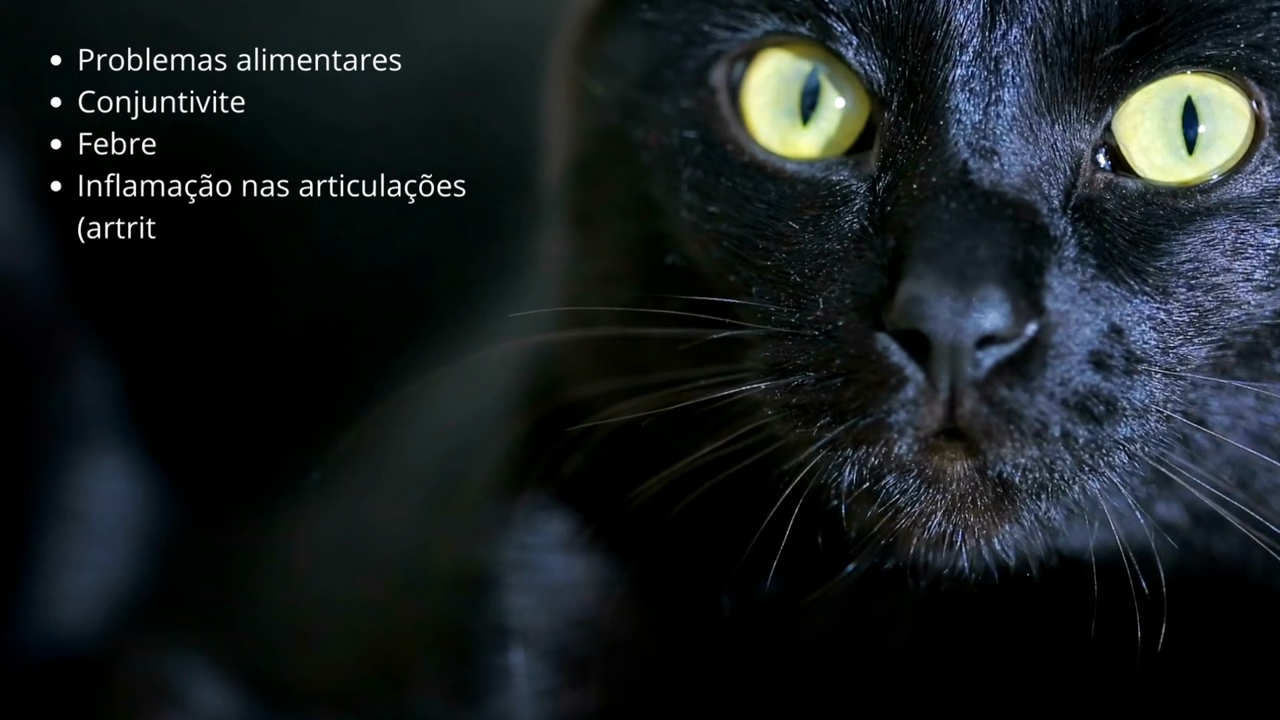 • Problemas alimentares
• Conjuntivite
• Febre
• Inflamação nas articulações
(artrit